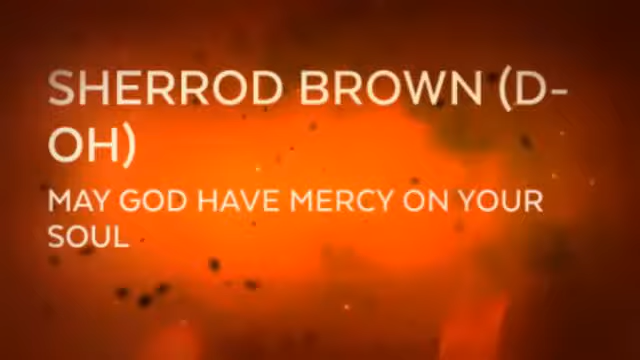 SHERROD BROWN (D-
OH)
MAY GOD HAVE MERCY ON YOUR
SOUL